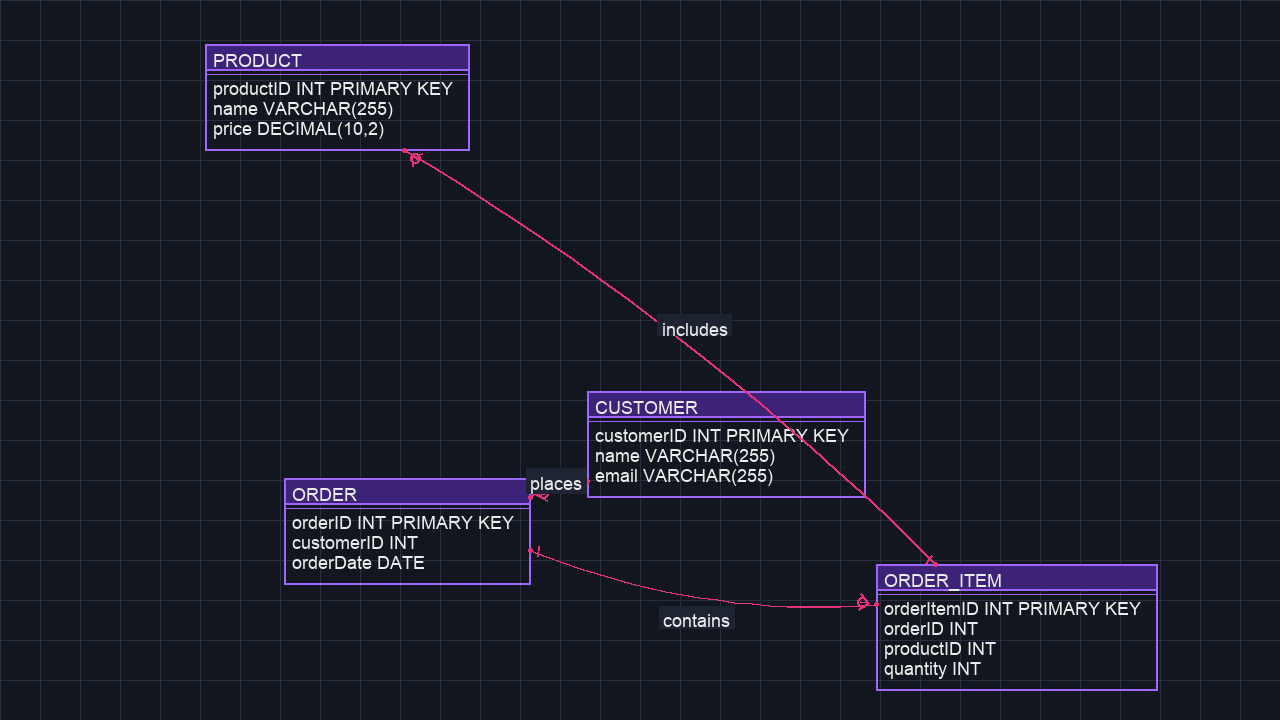 PRODUCT
productID INT PRIMARY KEY
name VARCHAR(255)
price DECIMAL(10,2)
includes
CUSTOMER
customerID INT PRIMARY KEY
name VARCHAR(255)
email VARCHAR(255)
places
ORDER
orderID INT PRIMARY KEY
customerID INT
orderDate DATE
contains
ORDER_ITEM
orderItemID INT PRIMARY KEY
orderID INT
productID INT
quantity INT